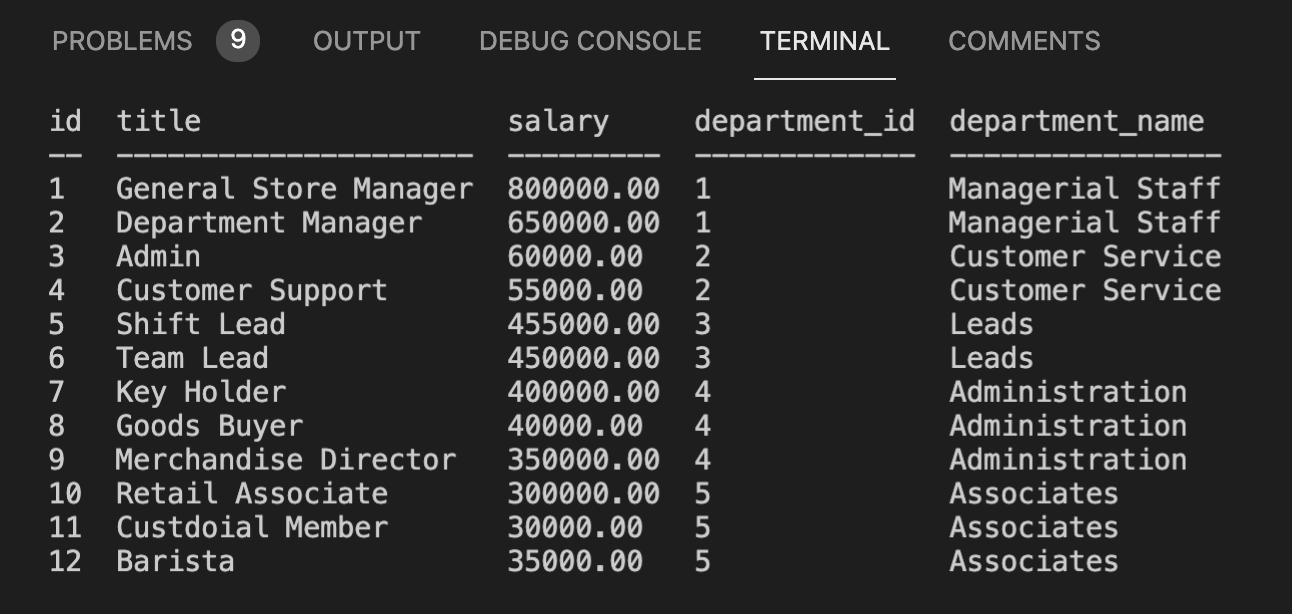 PROBLEMS 9 OUTPUT DEBUG CONSOLE TERMINAL COMMENTS
id title salary department_id department_name
-- --------------------- --------- ------------- ----------------
1 General Store Manager 800000.00 1 Managerial Staff
2 Department Manager 650000.00 1 Managerial Staff
3 Admin 60000.00 2 Customer Service
4 Customer Support 55000.00 2 Customer Service
5 Shift Lead 455000.00 3 Leads
6 Team Lead 450000.00 3 Leads
7 Key Holder 400000.00 4 Administration
8 Goods Buyer 40000.00 4 Administration
9 Merchandise Director 350000.00 4 Administration
10 Retail Associate 300000.00 5 Associates
11 Custdoial Member 30000.00 5 Associates
12 Barista 35000.00 5 Associates